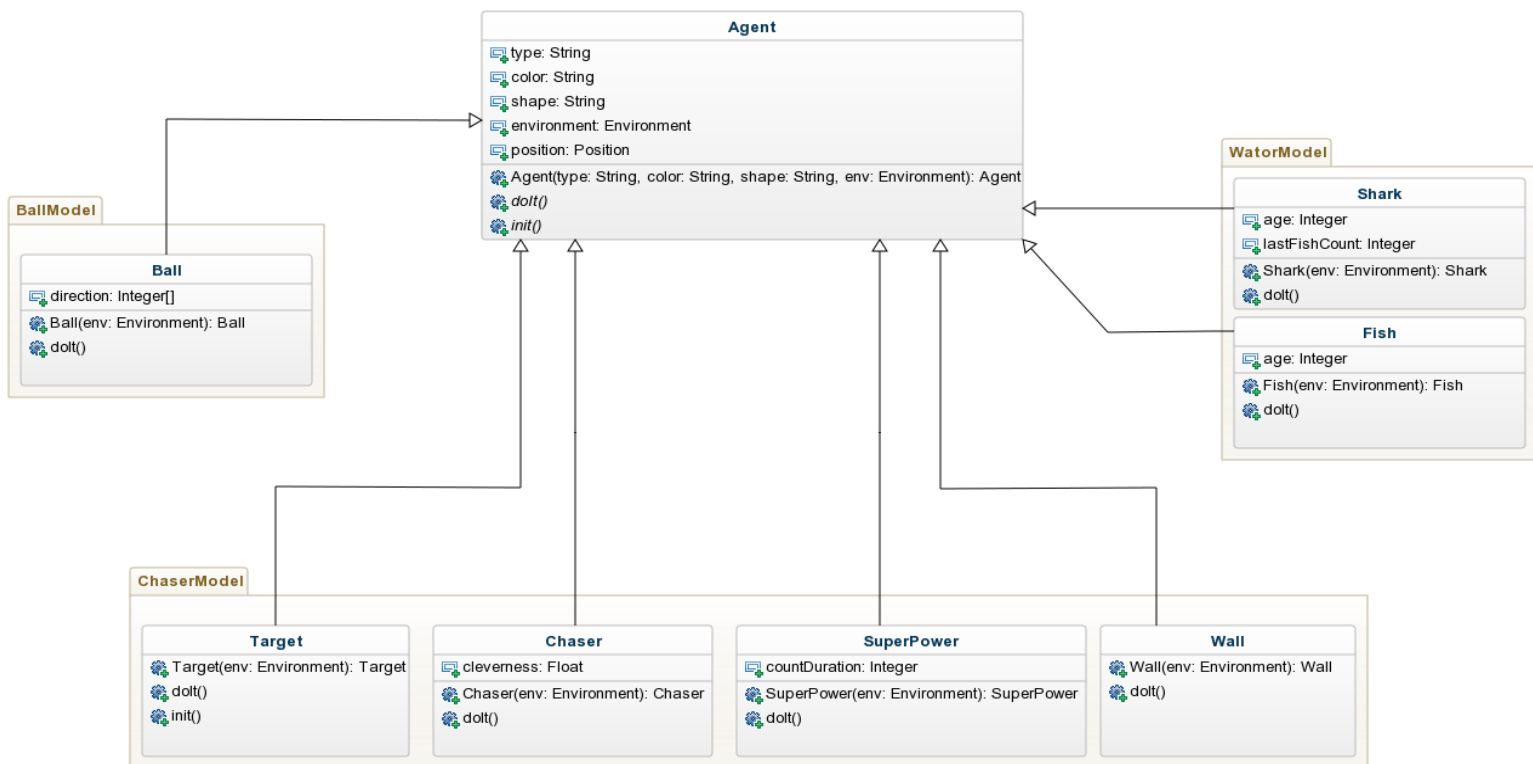 Agent
type: String
color: String
shape: String
environment: Environment
position: Position
Agent(type: String, color: String, shape: String, env: Environment): Agent
doIt()
init()
BallModel
Ball
direction: Integer[]
Ball(env: Environment): Ball
doIt()
WatorModel
Shark
age: Integer
lastFishCount: Integer
Shark(env: Environment): Shark
doIt()
Fish
age: Integer
Fish(env: Environment): Fish
doIt()
ChaserModel
Target
Target(env: Environment): Target
doIt()
init()
Chaser
cleverness: Float
Chaser(env: Environment): Chaser
doIt()
SuperPower
countDuration: Integer
SuperPower(env: Environment): SuperPower
doIt()
Wall
Wall(env: Environment): Wall
doIt()